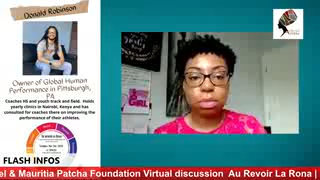 Donald Robinson
Owner of Global Human
Performance in Pittsburgh,
PA
Coaches HS and youth track and field. Holds
yearly clinics in Nairobi, Kenya and has
consulted for coaches there on improving the
performance of their athletes.
FLASH INFOS
el & Mauritia Patcha Foundation Virtual discussion Au Revoir La Rona |